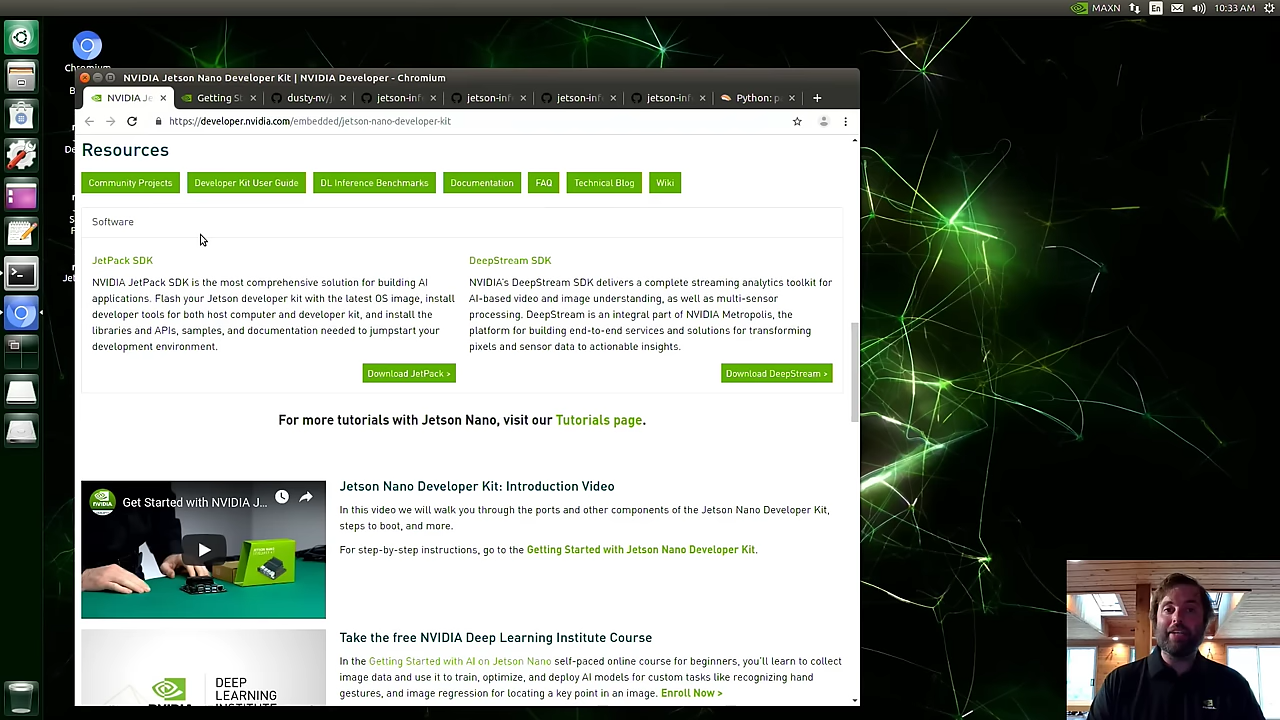 MAXN
En
10:33 AM
NVIDIA Jetson Nano Developer Kit | NVIDIA Developer - Chromium
NVIDIA Je
Getting St
dusty-nv/j
jetson-inf
jetson-inf
jetson-inf
jetson-inf
Python: p
https://developer.nvidia.com/embedded/jetson-nano-developer-kit
Resources
Community Projects
Developer Kit User Guide
DL Inference Benchmarks
Documentation
FAQ
Technical Blog
Wiki
Software
JetPack SDK
NVIDIA JetPack SDK is the most comprehensive solution for building AI
applications. Flash your Jetson developer kit with the latest OS image, install
developer tools for both host computer and developer kit, and install the
libraries and APIs, samples, and documentation needed to jumpstart your
development environment.
Download JetPack >
DeepStream SDK
NVIDIA's DeepStream SDK delivers a complete streaming analytics toolkit for
AI-based video and image understanding, as well as multi-sensor
processing. DeepStream is an integral part of NVIDIA Metropolis, the
platform for building end-to-end services and solutions for transforming
pixels and sensor data to actionable insights.
Download DeepStream >
For more tutorials with Jetson Nano, visit our Tutorials page.
Get Started with NVIDIA J...
Jetson Nano Developer Kit: Introduction Video
In this video we will walk you through the ports and other components of the Jetson Nano Developer Kit,
steps to boot, and more.
For step-by-step instructions, go to the Getting Started with Jetson Nano Developer Kit.
DEEP
LEARNING
INSTITUTE
Take the free NVIDIA Deep Learning Institute Course
In the Getting Started with AI on Jetson Nano self-paced online course for beginners, you'll learn to collect
image data and use it to train, optimize, and deploy AI models for custom tasks like recognizing hand
gestures, and image regression for locating a key point in an image. Enroll Now >